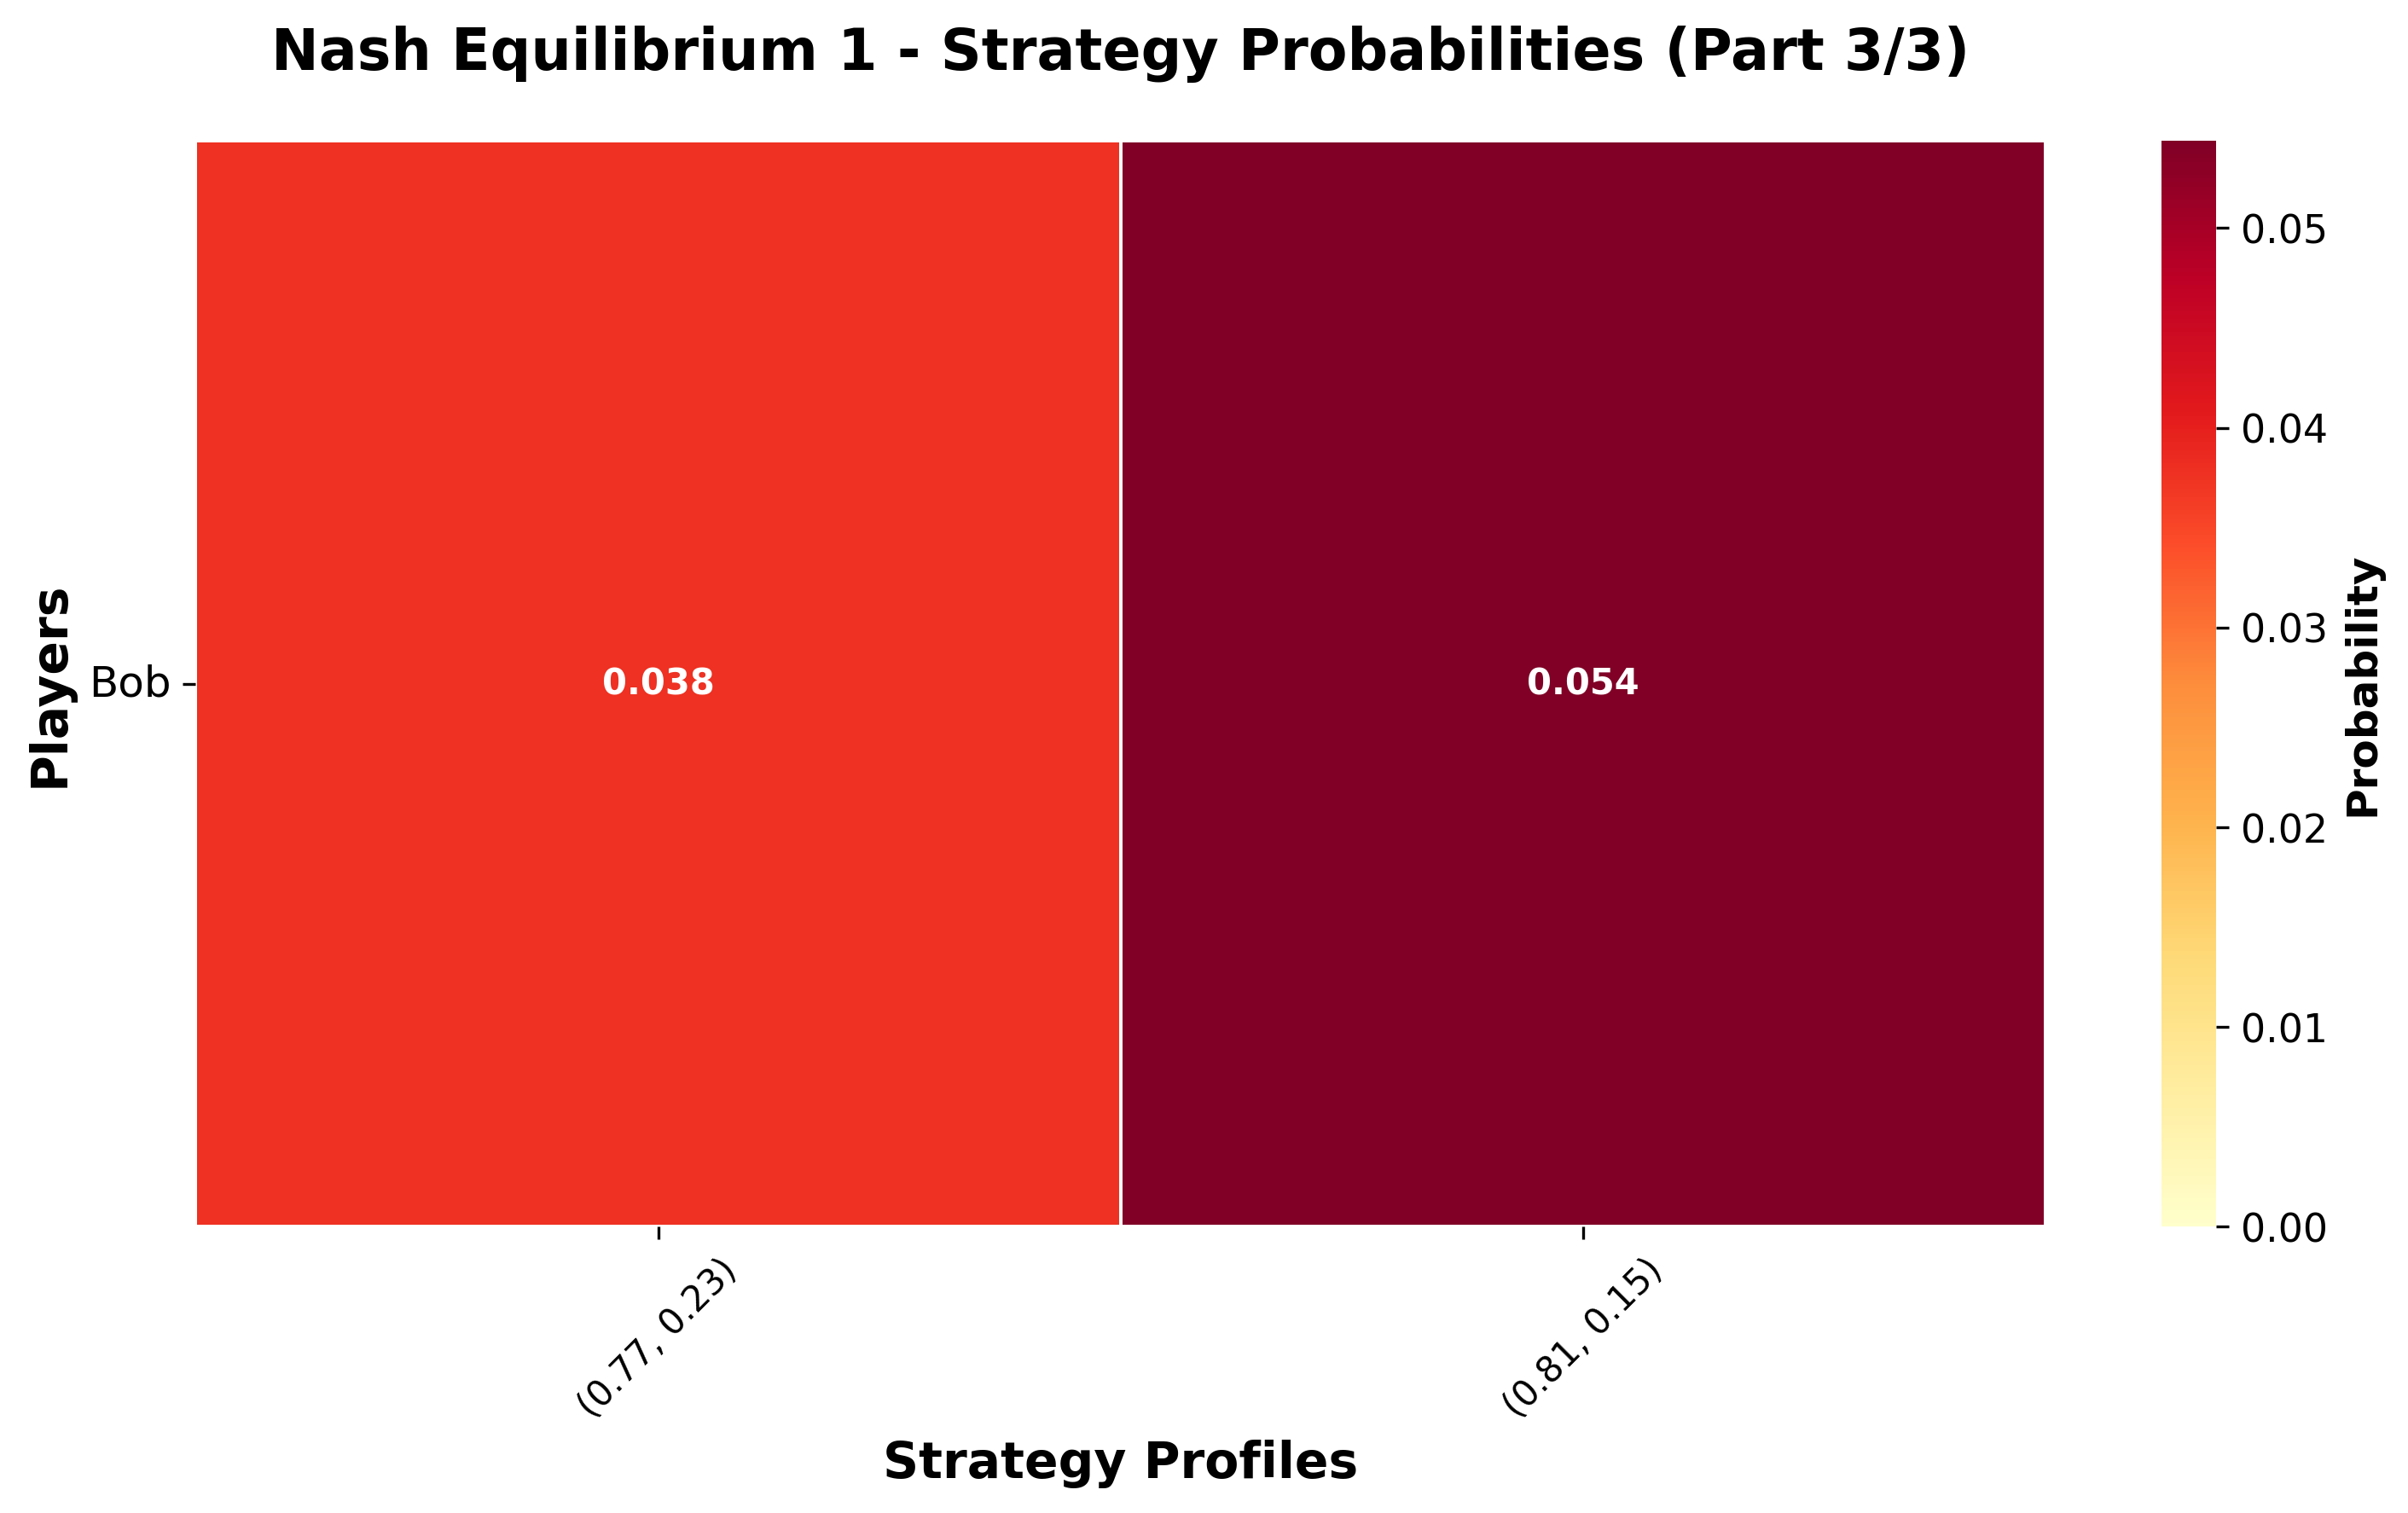 Nash Equilibrium 1 - Strategy Probabilities (Part 3/3)
Players
Bob
0.038
0.054
0.05
0.04
0.03
0.02
0.01
0.00
Probability
(0.77, 0.23)
(0.81, 0.15)
Strategy Profiles